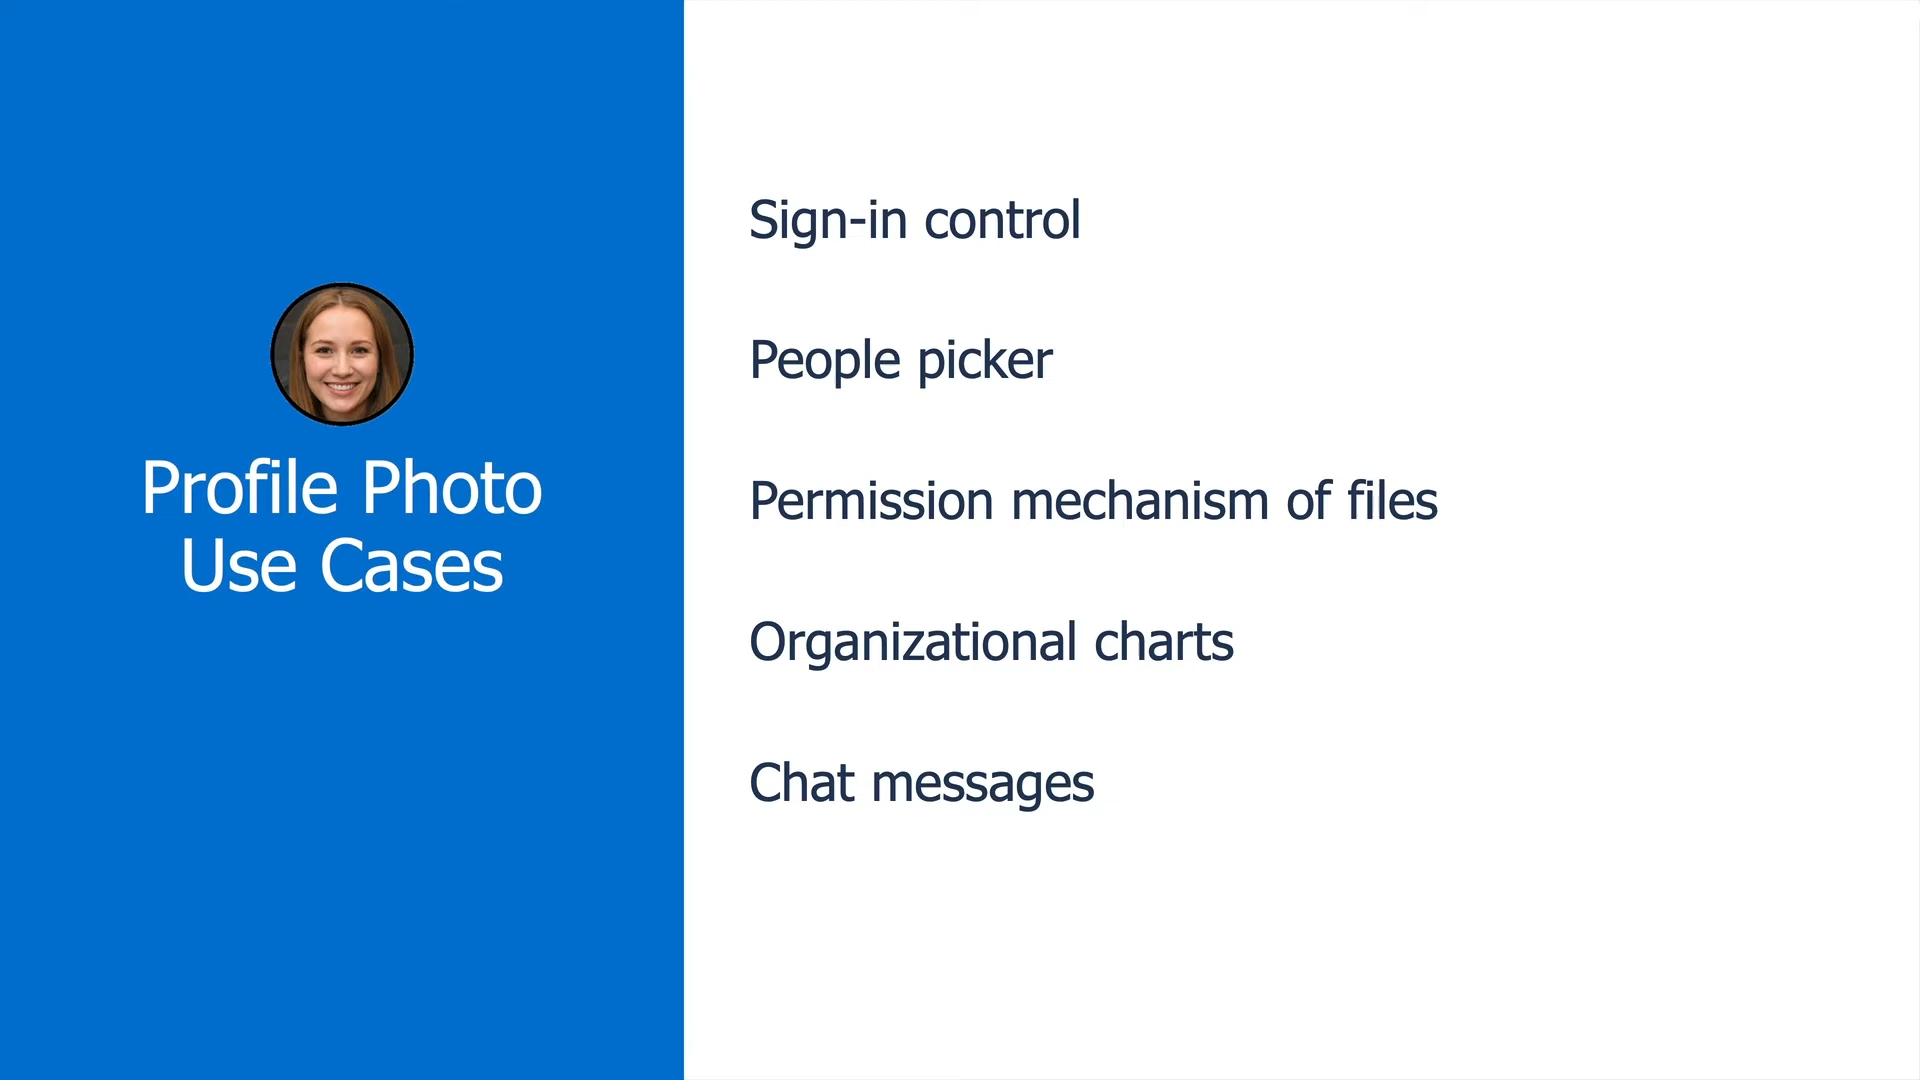 Profile Photo
Use Cases
Sign-in control
People picker
Permission mechanism of files
Organizational charts
Chat messages